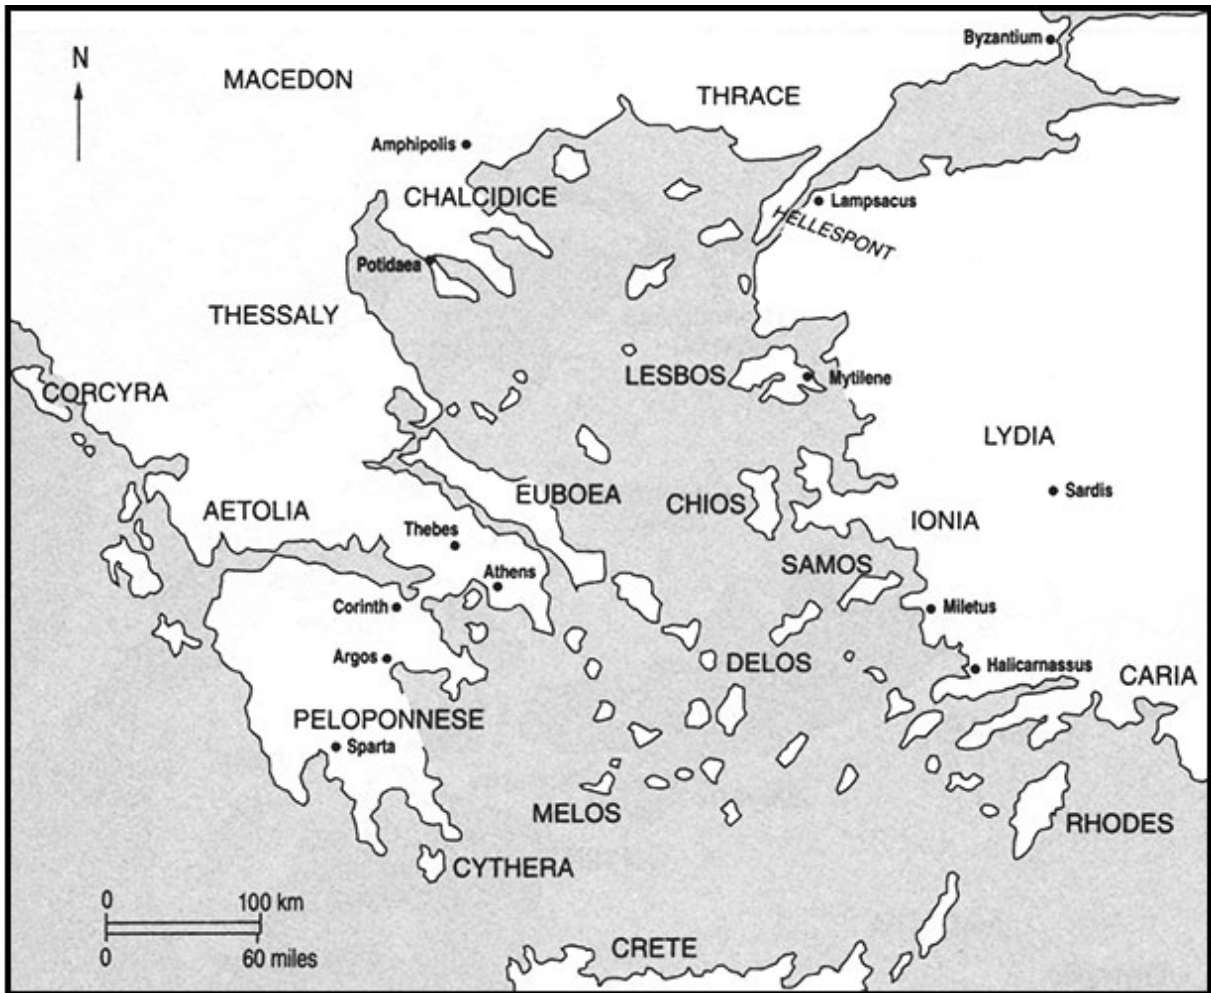 Byzantium
N
MACEDON
THRACE
Amphipolis
CHALCIDICE
Lampsacus
HELLESPONT
Potidaea
THESSALY
LESBOS
Mytilene
CORCYRA
LYDIA
EUBOEA
CHIOS
Sardis
AETOLIA
IONIA
Thebes
SAMOS
Athens
Corinth
Miletus
Argos
DELOS
Halicarnassus
CARIA
PELOPONNESE
Sparta
MELOS
RHODES
CYTHERA
0 100 km
CRETE
0 60 miles